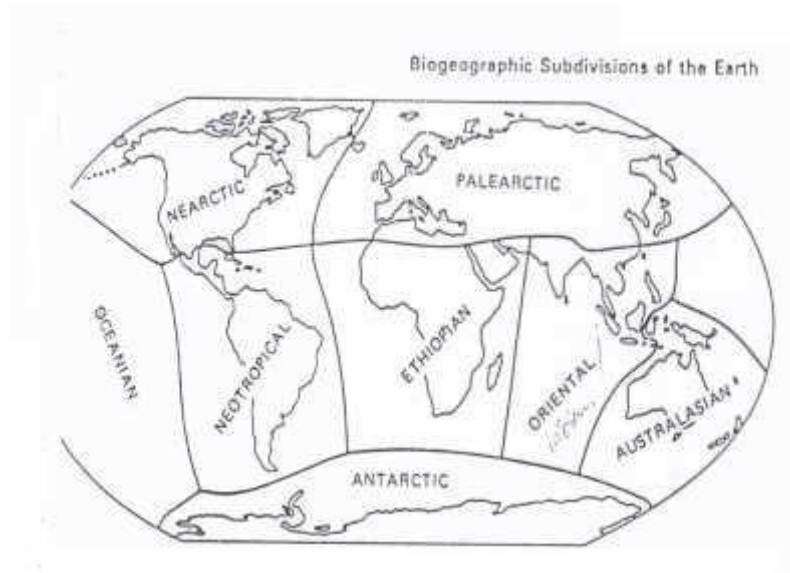 Biogeographic Subdivisions of the Earth
NEARCTIC
PALEARCTIC
OCEANIAN
NEOTROPICAL
ETHIOPIAN
ORIENTAL
AUSTRALASIAN
ANTARCTIC